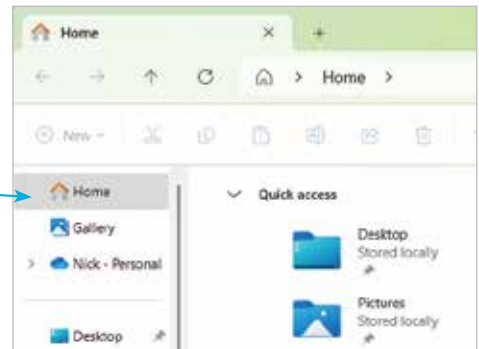 Home
Home
New
Home
Gallery
Nick - Personal
Desktop
Quick access
Desktop
Stored locally
Pictures
Stored locally